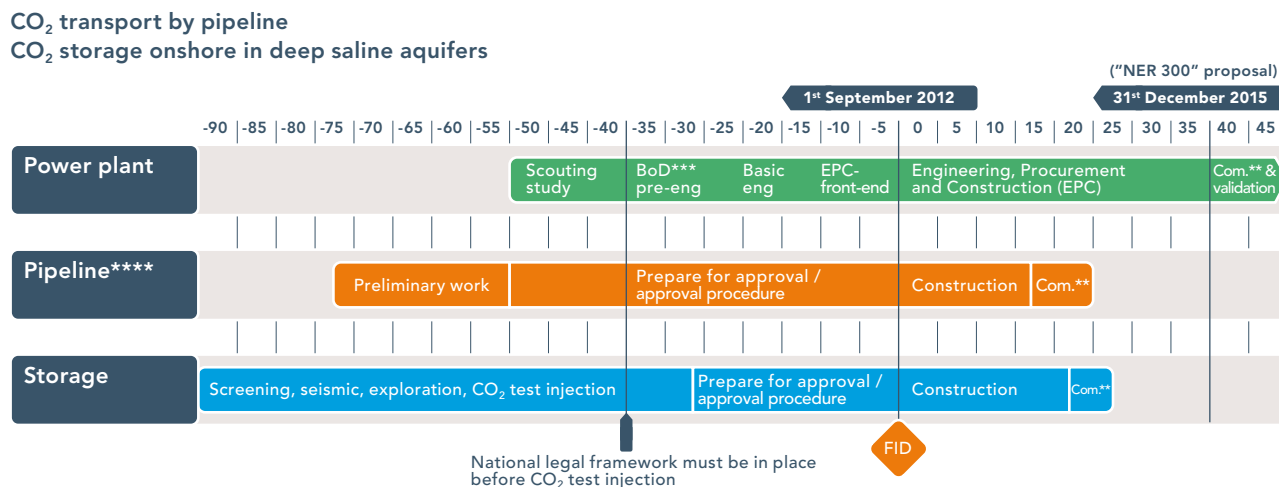 CO₂ transport by pipeline
CO₂ storage onshore in deep saline aquifers
("NER 300" proposal)
1st September 2012
31st December 2015
-90 -85 -80 -75 -70 -65 -60 -55 -50 -45 -40 -35 -30 -25 -20 -15 -10 -5 0 5 10 15 20 25 30 35 40 45
Power plant
Scouting
study
BoD***
pre-eng
Basic
eng
EPC-
front-end
Engineering, Procurement
and Construction (EPC)
Com.** &
validation
Pipeline****
Preliminary work
Prepare for approval /
approval procedure
Construction
Com.**
Storage
Screening, seismic, exploration, CO₂ test injection
Prepare for approval /
approval procedure
Construction
Com.**
FID
National legal framework must be in place
before CO₂ test injection